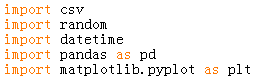 import csv
import random
import datetime
import pandas as pd
import matplotlib.pyplot as plt